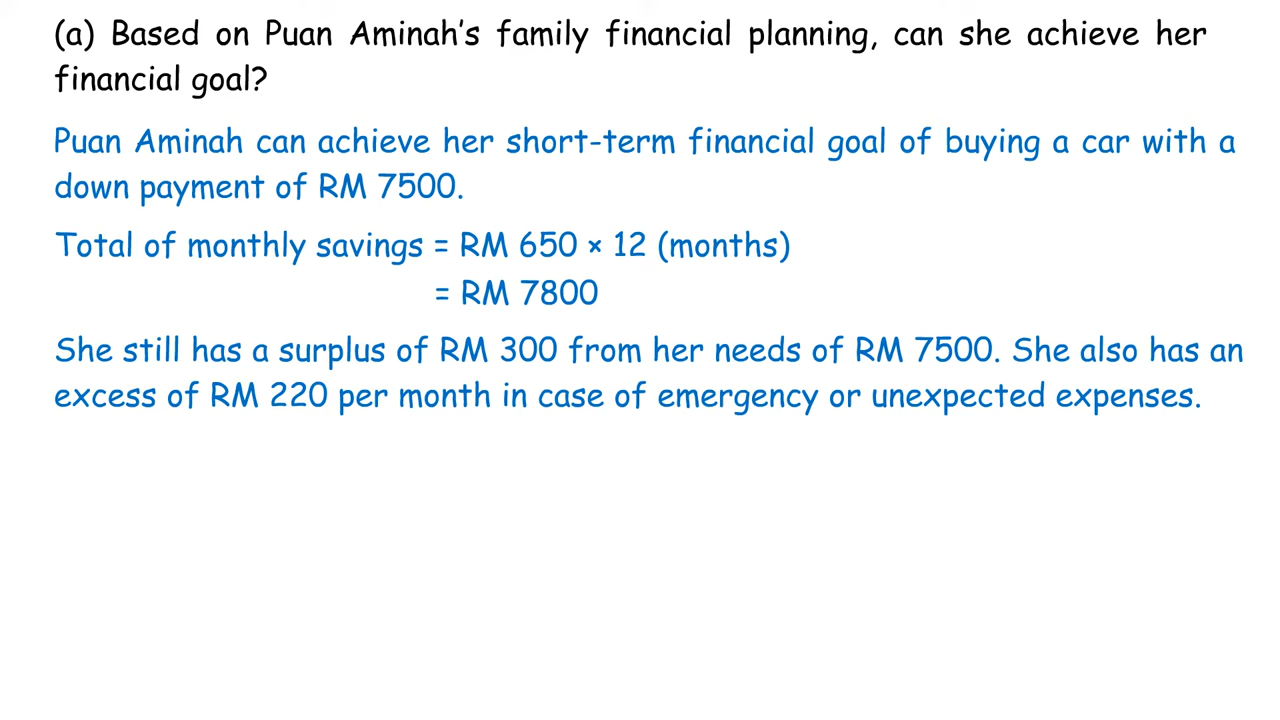 (a) Based on Puan Aminah's family financial planning, can she achieve her
financial goal?
Puan Aminah can achieve her short-term financial goal of buying a car with a
down payment of RM 7500.
Total of monthly savings = RM 650 × 12 (months)
= RM 7800
She still has a surplus of RM 300 from her needs of RM 7500. She also has an
excess of RM 220 per month in case of emergency or unexpected expenses.